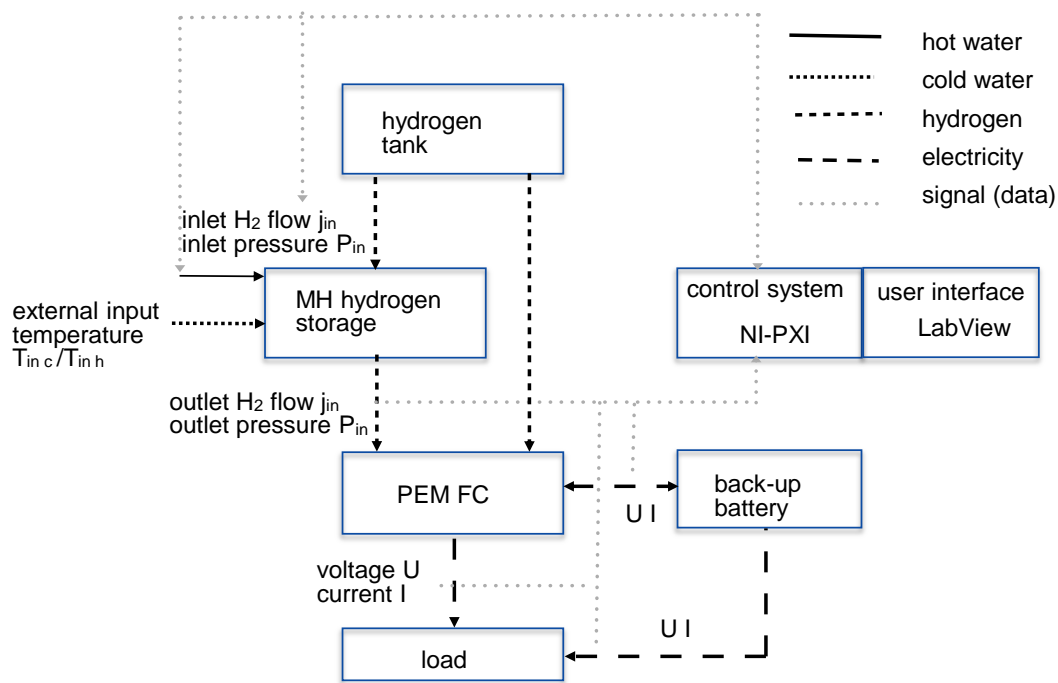 hot water
cold water
hydrogen
electricity
signal (data)
hydrogen
tank
inlet H₂ flow jin
inlet pressure Pin
MH hydrogen
storage
control system
NI-PXI
user interface
LabView
external input
temperature
Tin c/Tin h
outlet H₂ flow jin
outlet pressure Pin
PEM FC
back-up
battery
U I
voltage U
current I
U I
load